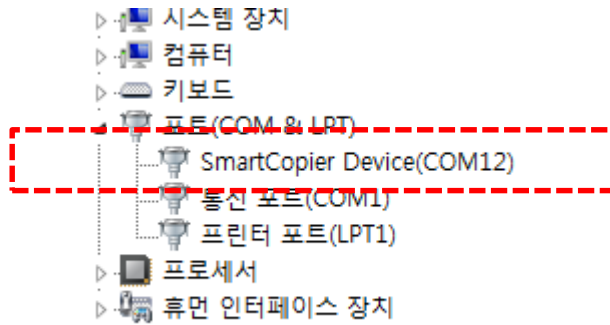 시스템 장치
컴퓨터
키보드
포트(COM & LPT)
SmartCopier Device(COM12)
통신 포트(COM1)
프린터 포트(LPT1)
프로세서
휴먼 인터페이스 장치